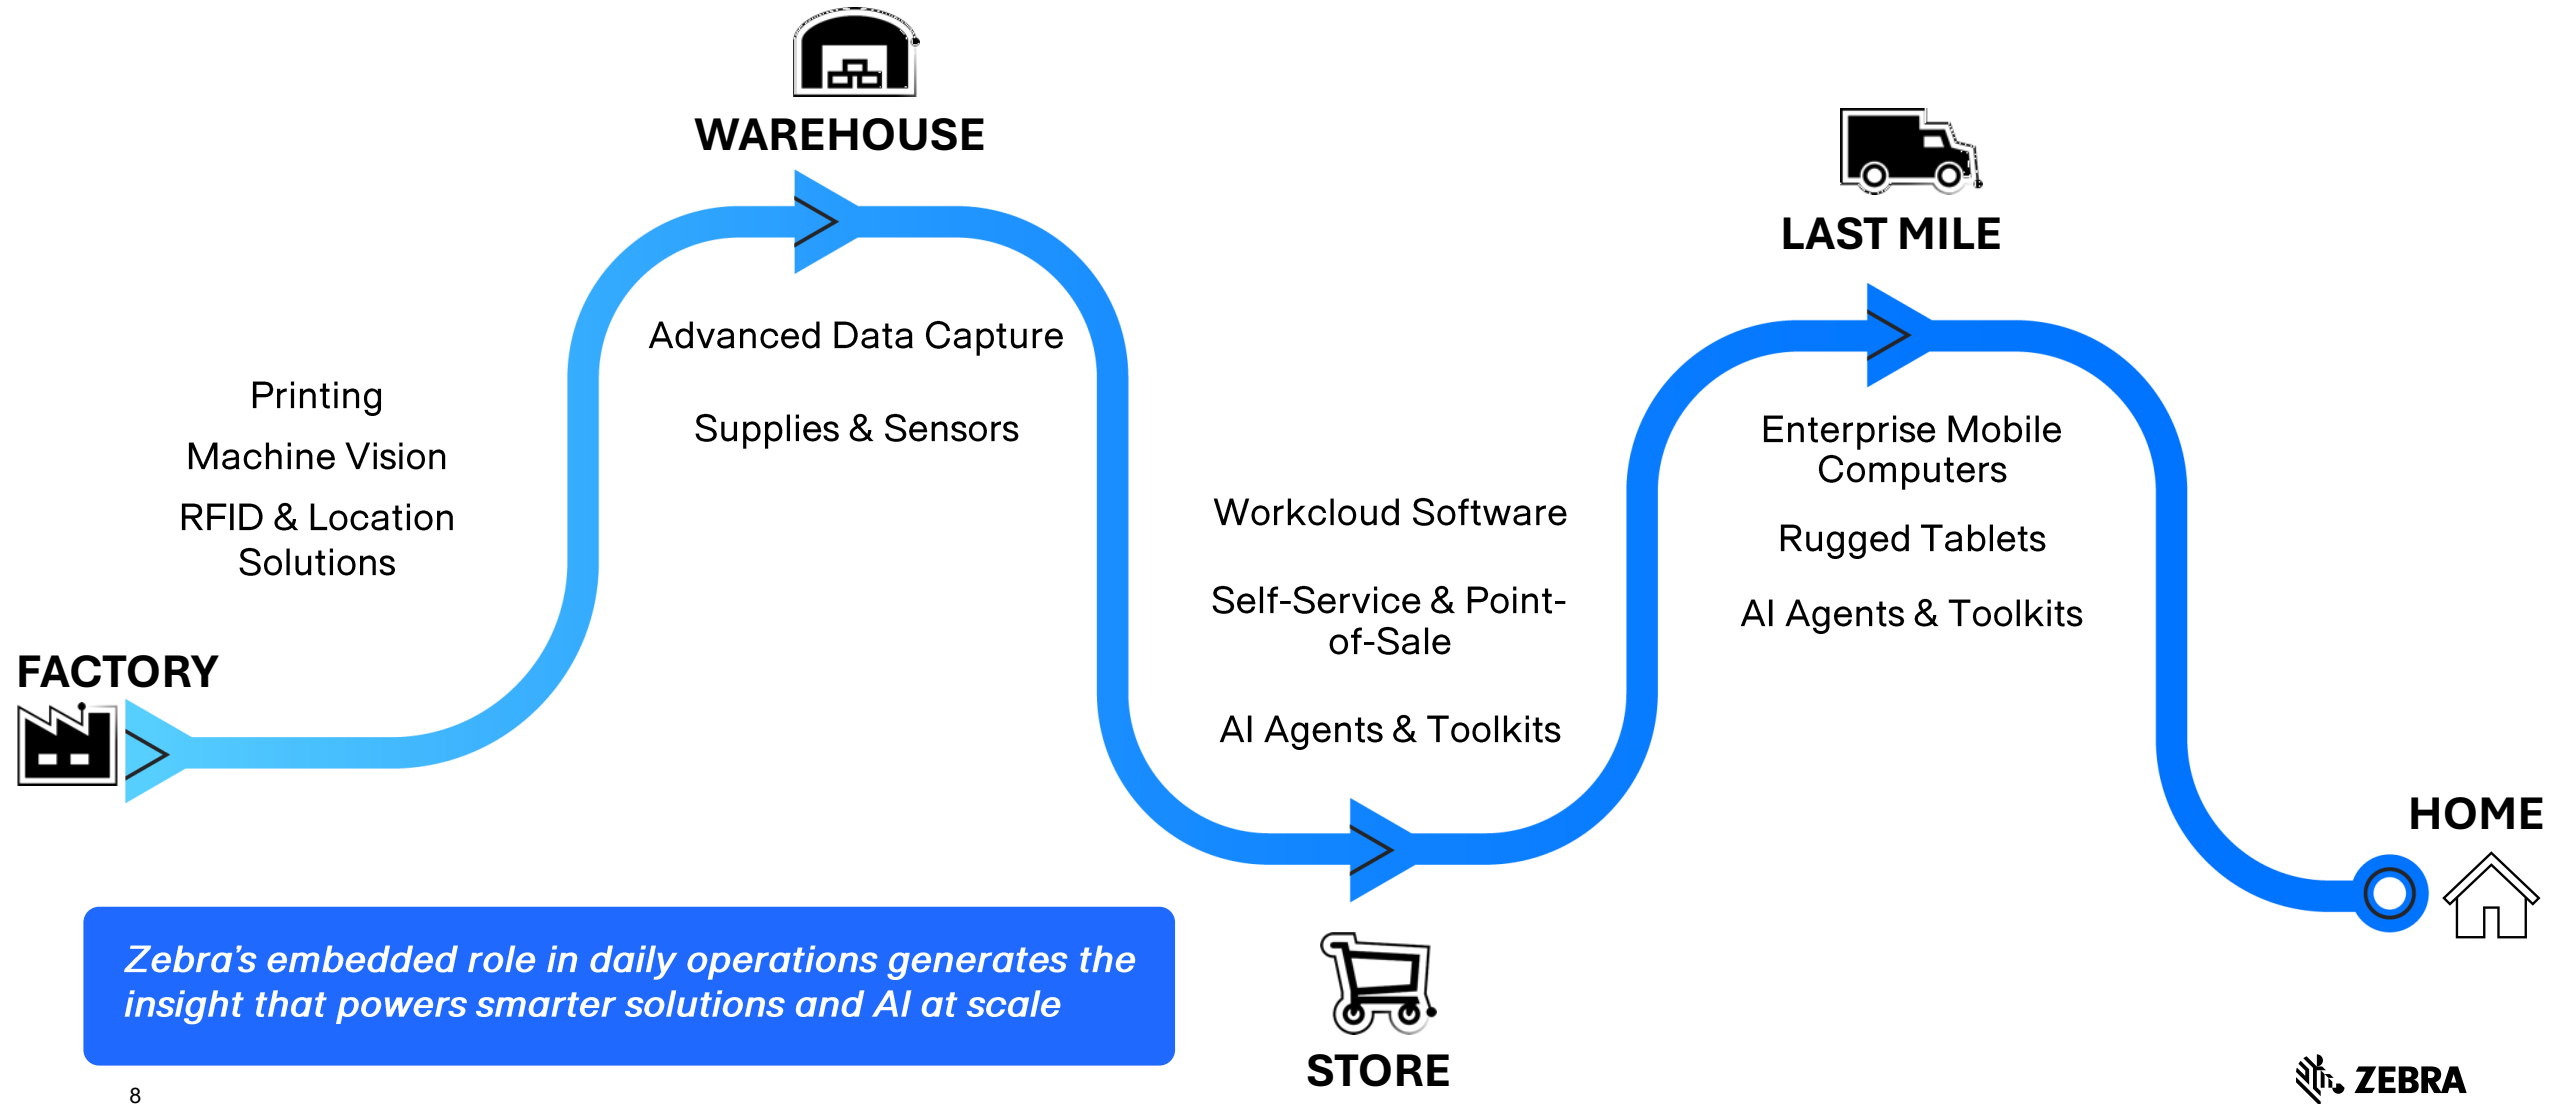 WAREHOUSE
LAST MILE
Advanced Data Capture
Supplies & Sensors
Printing
Machine Vision
RFID & Location
Solutions
Enterprise Mobile
Computers
Rugged Tablets
AI Agents & Toolkits
Workcloud Software
Self-Service & Point-
of-Sale
AI Agents & Toolkits
FACTORY
HOME
Zebra's embedded role in daily operations generates the
insight that powers smarter solutions and AI at scale
STORE
8
ZEBRA